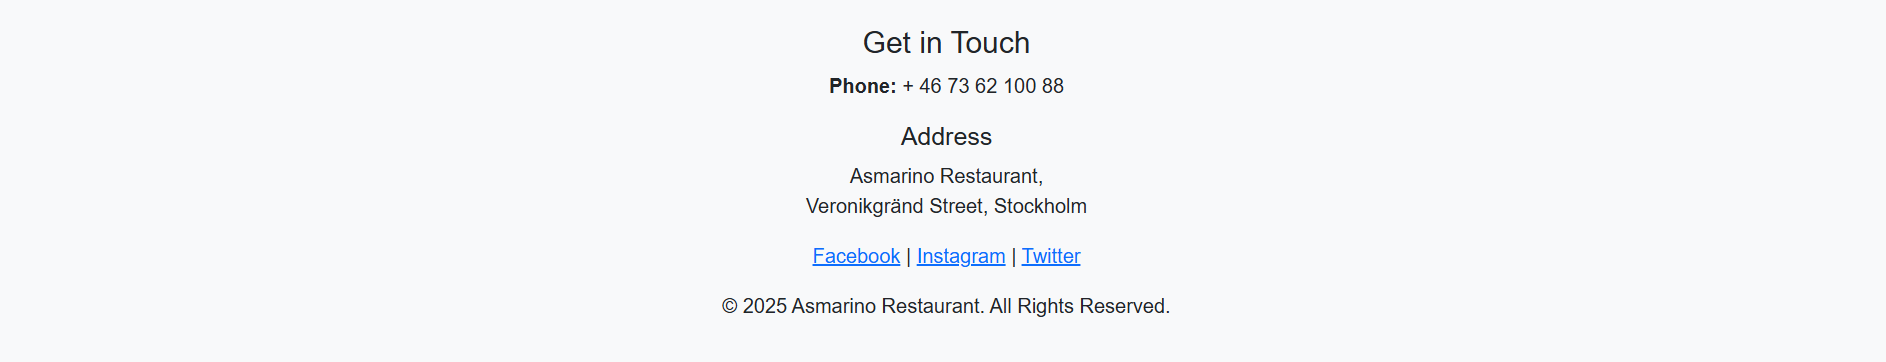 Get in Touch
Phone: + 46 73 62 100 88
Address
Asmarino Restaurant,
Veronikgränd Street, Stockholm
Facebook | Instagram | Twitter
© 2025 Asmarino Restaurant. All Rights Reserved.